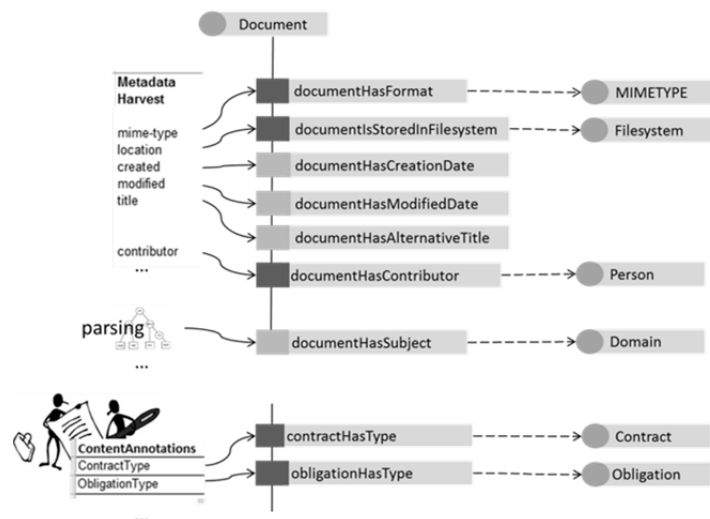 Document
Metadata
Harvest
mime-type
location
created
modified
title
contributor
...
documentHasFormat
MIMETYPE
documentIsStoredInFilesystem
Filesystem
documentHasCreationDate
documentHasModifiedDate
documentHasAlternativeTitle
documentHasContributor
Person
parsing
documentHasSubject
Domain
...
ContentAnnotations
ContractType
ObligationType
contractHasType
Contract
obligationHasType
Obligation
...